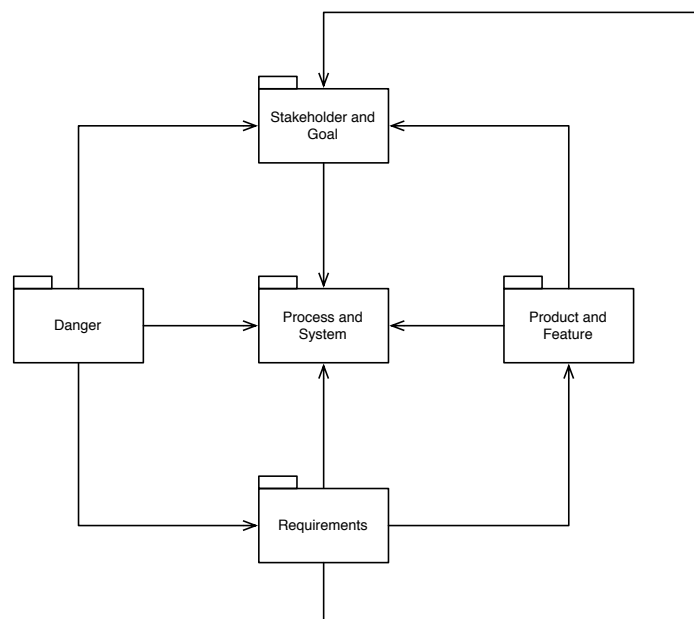 Stakeholder and
Goal
Danger
Process and
System
Product and
Feature
Requirements